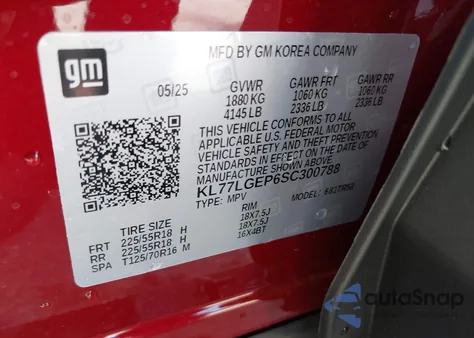 gm
MFD BY GM KOREA COMPANY
05/25 GVWR GAWR FRT GAWR RR
1880 KG 1060 KG 1060 KG
4145 LB 2336 LB 2336 LB
THIS VEHICLE CONFORMS TO ALL
APPLICABLE U.S. FEDERAL MOTOR
VEHICLE SAFETY AND THEFT PREVENTION
STANDARDS IN EFFECT ON THE DATE OF
MANUFACTURE SHOWN ABOVE.
KL77LGEP6SC300788
TYPE: MPV MODEL:
TIRE SIZE RIM
FRT 225/55R18 H 18X7.5J
RR 225/55R18 H 18X7.5J
SPA T125/70R16 M 16X4BT
autoSnap